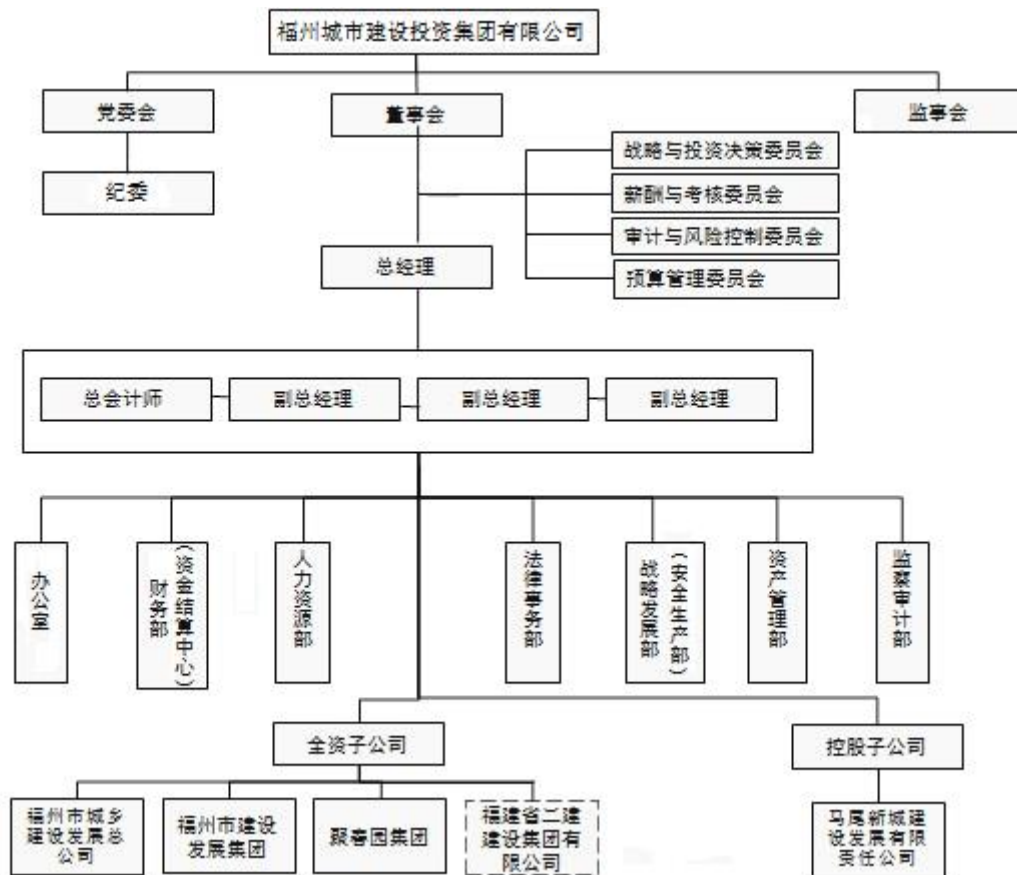 福州城市建设投资集团有限公司
党委会
董事会
监事会
战略与投资决策委员会
纪委
薪酬与考核委员会
审计与风险控制委员会
总经理
预算管理委员会
总会计师
副总经理
副总经理
副总经理
办公室
财务部
(资金结算中心)
人力资源部
法律事务部
战略发展部
(安全生产部)
资产管理部
监察审计部
全资子公司
控股子公司
福州市城乡
建设发展总
公司
福州市建设
发展集团
聚春园集团
福建省二建
建设集团有
限公司
马尾新城建
设发展有限
责任公司